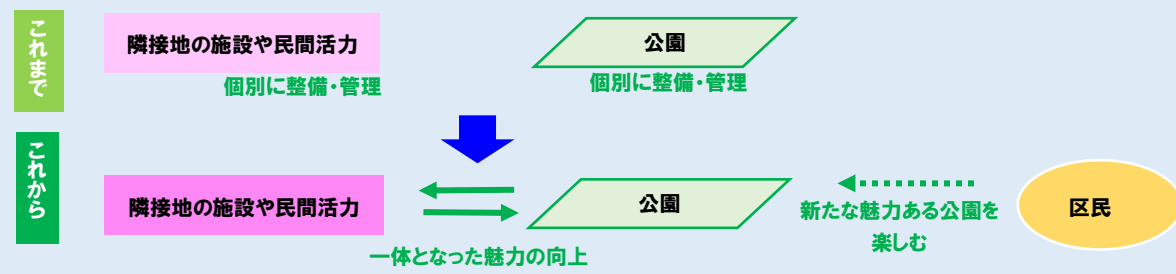 これまで
隣接地の施設や民間活力
個別に整備・管理
公園
個別に整備・管理
これから
隣接地の施設や民間活力
公園
一体となった魅力の向上
新たな魅力ある公園を
楽しむ
区民